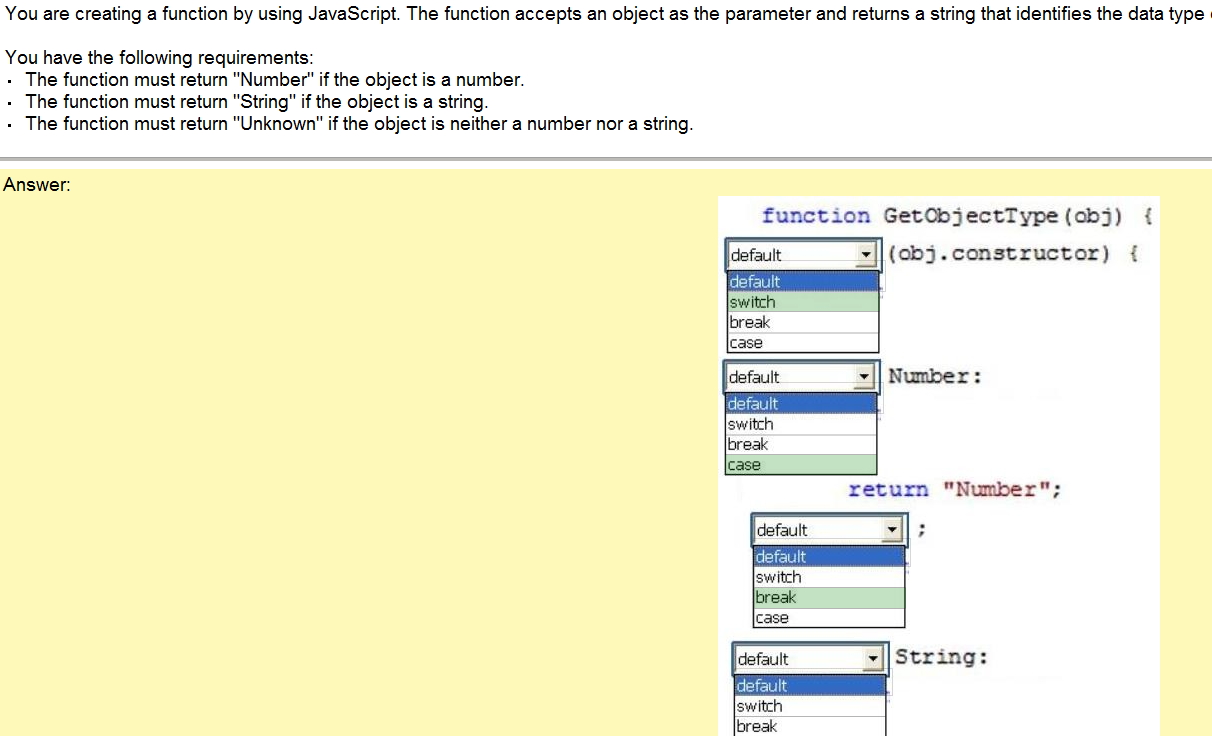 You are creating a function by using JavaScript. The function accepts an object as the parameter and returns a string that identifies the data type
You have the following requirements:
· The function must return "Number" if the object is a number.
· The function must return "String" if the object is a string.
· The function must return "Unknown" if the object is neither a number nor a string.
Answer:
function GetObjectType(obj) {
default (obj.constructor) {
default
switch
break
case
default Number:
default
switch
break
case
return "Number";
default ;
default
switch
break
case
default String:
default
switch
break